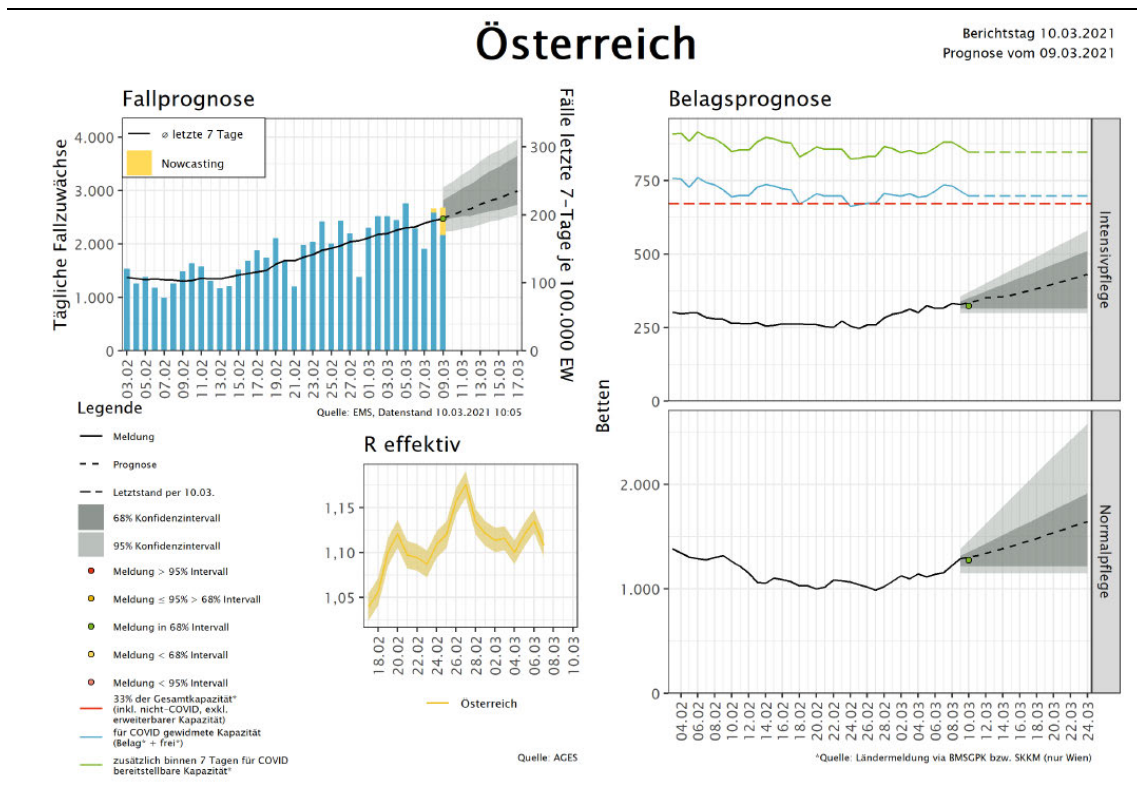 Österreich
Berichtstag 10.03.2021
Prognose vom 09.03.2021
Fallprognose
Tägliche Fallzuwächse
Fälle letzte 7-Tage je 100.000 EW
ø letzte 7 Tage
Nowcasting
4.000
3.000
2.000
1.000
0
300
200
100
0
03.02
05.02
07.02
09.02
11.02
13.02
15.02
17.02
19.02
21.02
23.02
25.02
27.02
01.03
03.03
05.03
07.03
09.03
11.03
13.03
15.03
17.03
Quelle: EMS, Datenstand 10.03.2021 10:05
Legende
Meldung
Prognose
Letztstand per 10.03.
68% Konfidenzintervall
95% Konfidenzintervall
Meldung > 95% Intervall
Meldung ≤ 95% > 68% Intervall
Meldung in 68% Intervall
Meldung < 68% Intervall
Meldung < 95% Intervall
33% der Gesamtkapazität*
(inkl. nicht-COVID, exkl.
erweiterbarer Kapazität)
für COVID gewidmete Kapazität
(Belag* + frei*)
zusätzlich binnen 7 Tagen für COVID
bereitstellbare Kapazität*
R effektiv
1,15
1,10
1,05
18.02
20.02
22.02
24.02
26.02
28.02
02.03
04.03
06.03
08.03
10.03
Österreich
Quelle: AGES
Belagsprognose
Betten
750
500
250
0
Intensivpflege
2.000
1.000
0
Normalpflege
04.02
06.02
08.02
10.02
12.02
14.02
16.02
18.02
20.02
22.02
24.02
26.02
28.02
02.03
04.03
06.03
08.03
10.03
12.03
14.03
16.03
18.03
20.03
22.03
24.03
*Quelle: Ländermeldung via BMSGPK bzw. SKKM (nur Wien)